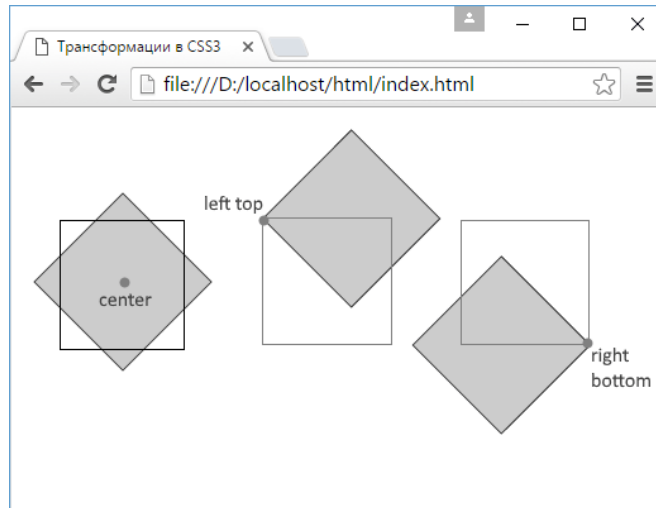 Трансформации в CSS3
file:///D:/localhost/html/index.html
left top
center
right
bottom